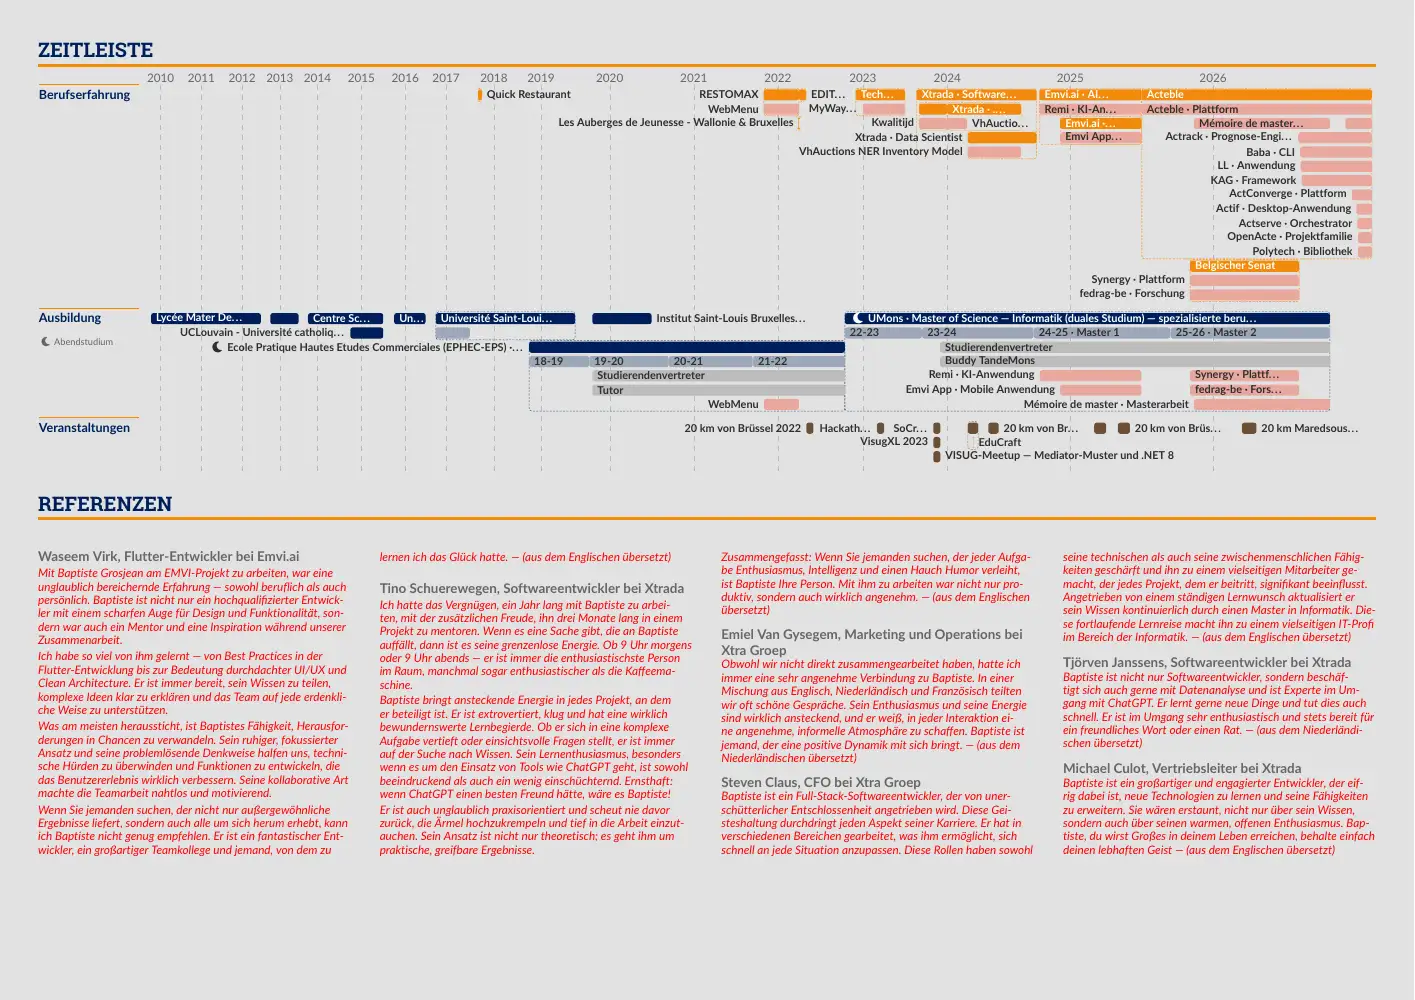 ZEITLEISTE
2010 2011 2012 2013 2014 2015 2016 2017 2018 2019 2020 2021 2022 2023 2024 2025 2026
Berufserfahrung
Quick Restaurant
RESTOMAX
EDIT…
Tech…
Xtrada · Software…
Emvi.ai · AI…
Acteble
WebMenu
MyWay…
Xtrada · …
Remi · KI-An…
Acteble · Plattform
Les Auberges de Jeunesse - Wallonie & Bruxelles
Kwalitijd
VhAuctio…
Emvi.ai ·…
Mémoire de master…
Xtrada · Data Scientist
Emvi App…
Actrack · Prognose-Engi…
VhAuctions NER Inventory Model
Baba · CLI
LL · Anwendung
KAG · Framework
ActConverge · Plattform
Actif · Desktop-Anwendung
Actserve · Orchestrator
OpenActe · Projektfamilie
Polytech · Bibliothek
Belgischer Senat
Synergy · Plattform
fedrag-be · Forschung
Ausbildung
Lycée Mater De…
Centre Sc…
Un…
Université Saint-Loui…
Institut Saint-Louis Bruxelles…
UMons · Master of Science — Informatik (duales Studium) — spezialisierte beru…
UCLouvain - Université catholiq…
22-23
23-24
24-25 · Master 1
25-26 · Master 2
Abendstudium
Ecole Pratique Hautes Etudes Commerciales (EPHEC-EPS) ·…
Studierendenvertreter
18-19
19-20
20-21
21-22
Buddy TandeMons
Studierendenvertreter
Remi · KI-Anwendung
Synergy · Plattf…
Tutor
Emvi App · Mobile Anwendung
fedrag-be · Fors…
WebMenu
Mémoire de master · Masterarbeit
Veranstaltungen
20 km von Brüssel 2022
Hackath…
SoCr…
20 km von Br…
20 km von Brüs…
20 km Maredsous…
VisugXL 2023
EduCraft
VISUG-Meetup — Mediator-Muster und .NET 8
REFERENZEN
Waseem Virk, Flutter-Entwickler bei Emvi.ai
Mit Baptiste Grosjean am EMVI-Projekt zu arbeiten, war eine
unglaublich bereichernde Erfahrung — sowohl beruflich als auch
persönlich. Baptiste ist nicht nur ein hochqualifizierter Entwick-
ler mit einem scharfen Auge für Design und Funktionalität, son-
dern war auch ein Mentor und eine Inspiration während unserer
Zusammenarbeit.
Ich habe so viel von ihm gelernt — von Best Practices in der
Flutter-Entwicklung bis zur Bedeutung durchdachter UI/UX und
Clean Architecture. Er ist immer bereit, sein Wissen zu teilen,
komplexe Ideen klar zu erklären und das Team auf jede erdenkli-
che Weise zu unterstützen.
Was am meisten heraussticht, ist Baptistes Fähigkeit, Herausfor-
derungen in Chancen zu verwandeln. Sein ruhiger, fokussierter
Ansatz und seine problemlösende Denkweise halfen uns, techni-
sche Hürden zu überwinden und Funktionen zu entwickeln, die
das Benutzererlebnis wirklich verbessern. Seine kollaborative Art
machte die Teamarbeit nahtlos und motivierend.
Wenn Sie jemanden suchen, der nicht nur außergewöhnliche
Ergebnisse liefert, sondern auch alle um sich herum erhebt, kann
ich Baptiste nicht genug empfehlen. Er ist ein fantastischer Ent-
wickler, ein großartiger Teamkollege und jemand, von dem zu
lernen ich das Glück hatte. — (aus dem Englischen übersetzt)
Tino Schuerewegen, Softwareentwickler bei Xtrada
Ich hatte das Vergnügen, ein Jahr lang mit Baptiste zu arbei-
ten, mit der zusätzlichen Freude, ihn drei Monate lang in einem
Projekt zu mentoren. Wenn es eine Sache gibt, die an Baptiste
auffällt, dann ist es seine grenzenlose Energie. Ob 9 Uhr morgens
oder 9 Uhr abends — er ist immer die enthusiastischste Person
im Raum, manchmal sogar enthusiastischer als die Kaffeema-
schine.
Baptiste bringt ansteckende Energie in jedes Projekt, an dem
er beteiligt ist. Er ist extrovertiert, klug und hat eine wirklich
bewundernswerte Lernbegierde. Ob er sich in eine komplexe
Aufgabe vertieft oder einsichtsvolle Fragen stellt, er ist immer
auf der Suche nach Wissen. Sein Lernenthusiasmus, besonders
wenn es um den Einsatz von Tools wie ChatGPT geht, ist sowohl
beeindruckend als auch ein wenig einschüchternd. Ernsthaft:
wenn ChatGPT einen besten Freund hätte, wäre es Baptiste!
Er ist auch unglaublich praxisorientiert und scheut nie davor
zurück, die Ärmel hochzukrempeln und tief in die Arbeit einzut-
auchen. Sein Ansatz ist nicht nur theoretisch; es geht ihm um
praktische, greifbare Ergebnisse.
Zusammengefasst: Wenn Sie jemanden suchen, der jeder Aufga-
be Enthusiasmus, Intelligenz und einen Hauch Humor verleiht,
ist Baptiste Ihre Person. Mit ihm zu arbeiten war nicht nur pro-
duktiv, sondern auch wirklich angenehm. — (aus dem Englischen
übersetzt)
Emiel Van Gysegem, Marketing und Operations bei
Xtra Groep
Obwohl wir nicht direkt zusammengearbeitet haben, hatte ich
immer eine sehr angenehme Verbindung zu Baptiste. In einer
Mischung aus Englisch, Niederländisch und Französisch teilten
wir oft schöne Gespräche. Sein Enthusiasmus und seine Energie
sind wirklich ansteckend, und er weiß, in jeder Interaktion ei-
ne angenehme, informelle Atmosphäre zu schaffen. Baptiste ist
jemand, der eine positive Dynamik mit sich bringt. — (aus dem
Niederländischen übersetzt)
Steven Claus, CFO bei Xtra Groep
Baptiste ist ein Full-Stack-Softwareentwickler, der von uner-
schütterlicher Entschlossenheit angetrieben wird. Diese Gei-
steshaltung durchdringt jeden Aspekt seiner Karriere. Er hat in
verschiedenen Bereichen gearbeitet, was ihm ermöglicht, sich
schnell an jede Situation anzupassen. Diese Rollen haben sowohl
seine technischen als auch seine zwischenmenschlichen Fähig-
keiten geschärft und ihn zu einem vielseitigen Mitarbeiter ge-
macht, der jedes Projekt, dem er beitritt, signifikant beeinflusst.
Angetrieben von einem ständigen Lernwunsch aktualisiert er
sein Wissen kontinuierlich durch einen Master in Informatik. Die-
se fortlaufende Lernreise macht ihn zu einem vielseitigen IT-Profi
im Bereich der Informatik. — (aus dem Englischen übersetzt)
Tjörven Janssens, Softwareentwickler bei Xtrada
Baptiste ist nicht nur Softwareentwickler, sondern beschäf-
tigt sich auch gerne mit Datenanalyse und ist Experte im Um-
gang mit ChatGPT. Er lernt gerne neue Dinge und tut dies auch
schnell. Er ist im Umgang sehr enthusiastisch und stets bereit für
ein freundliches Wort oder einen Rat. — (aus dem Niederländi-
schen übersetzt)
Michael Culot, Vertriebsleiter bei Xtrada
Baptiste ist ein großartiger und engagierter Entwickler, der eif-
rig dabei ist, neue Technologien zu lernen und seine Fähigkeiten
zu erweitern. Sie wären erstaunt, nicht nur über sein Wissen,
sondern auch über seinen warmen, offenen Enthusiasmus. Bap-
tiste, du wirst Großes in deinem Leben erreichen, behalte einfach
deinen lebhaften Geist — (aus dem Englischen übersetzt)